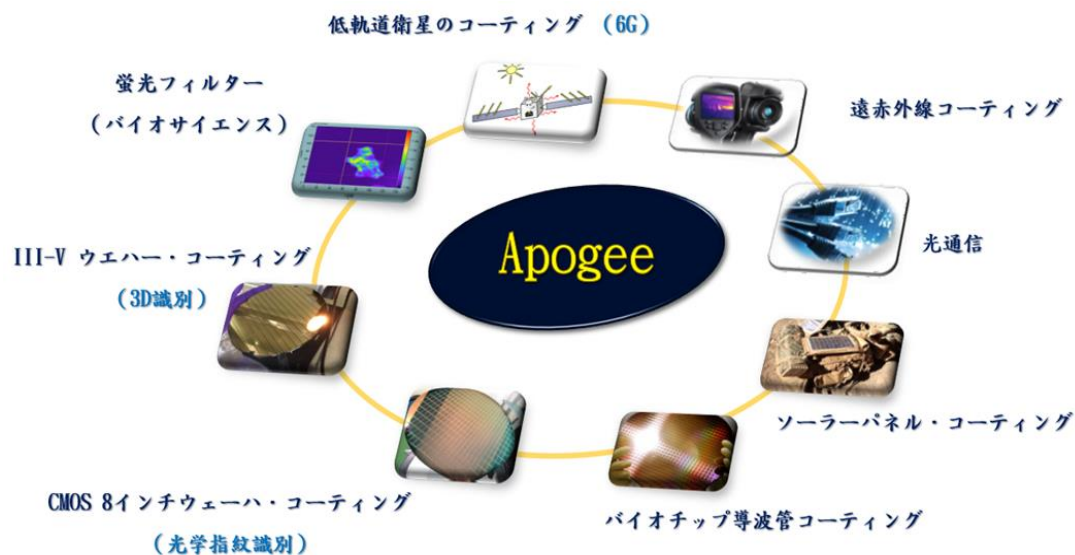 低軌道衛星のコーティング (6G)
蛍光フィルター
(バイオサイエンス)
遠赤外線コーティング
Apogee
光通信
III-V ウエハー・コーティング
(3D識別)
ソーラーパネル・コーティング
CMOS 8インチウェーハ・コーティング
(光学指紋識別)
バイオチップ導波管コーティング